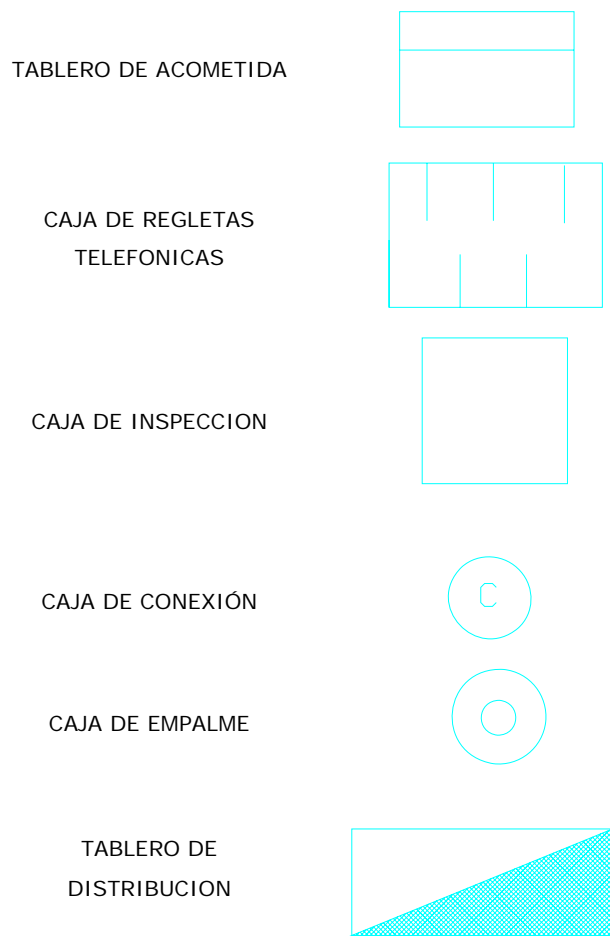 TABLERO DE ACOMETIDA
CAJA DE REGLETAS
TELEFONICAS
CAJA DE INSPECCION
CAJA DE CONEXIÓN
C
CAJA DE EMPALME
TABLERO DE
DISTRIBUCION